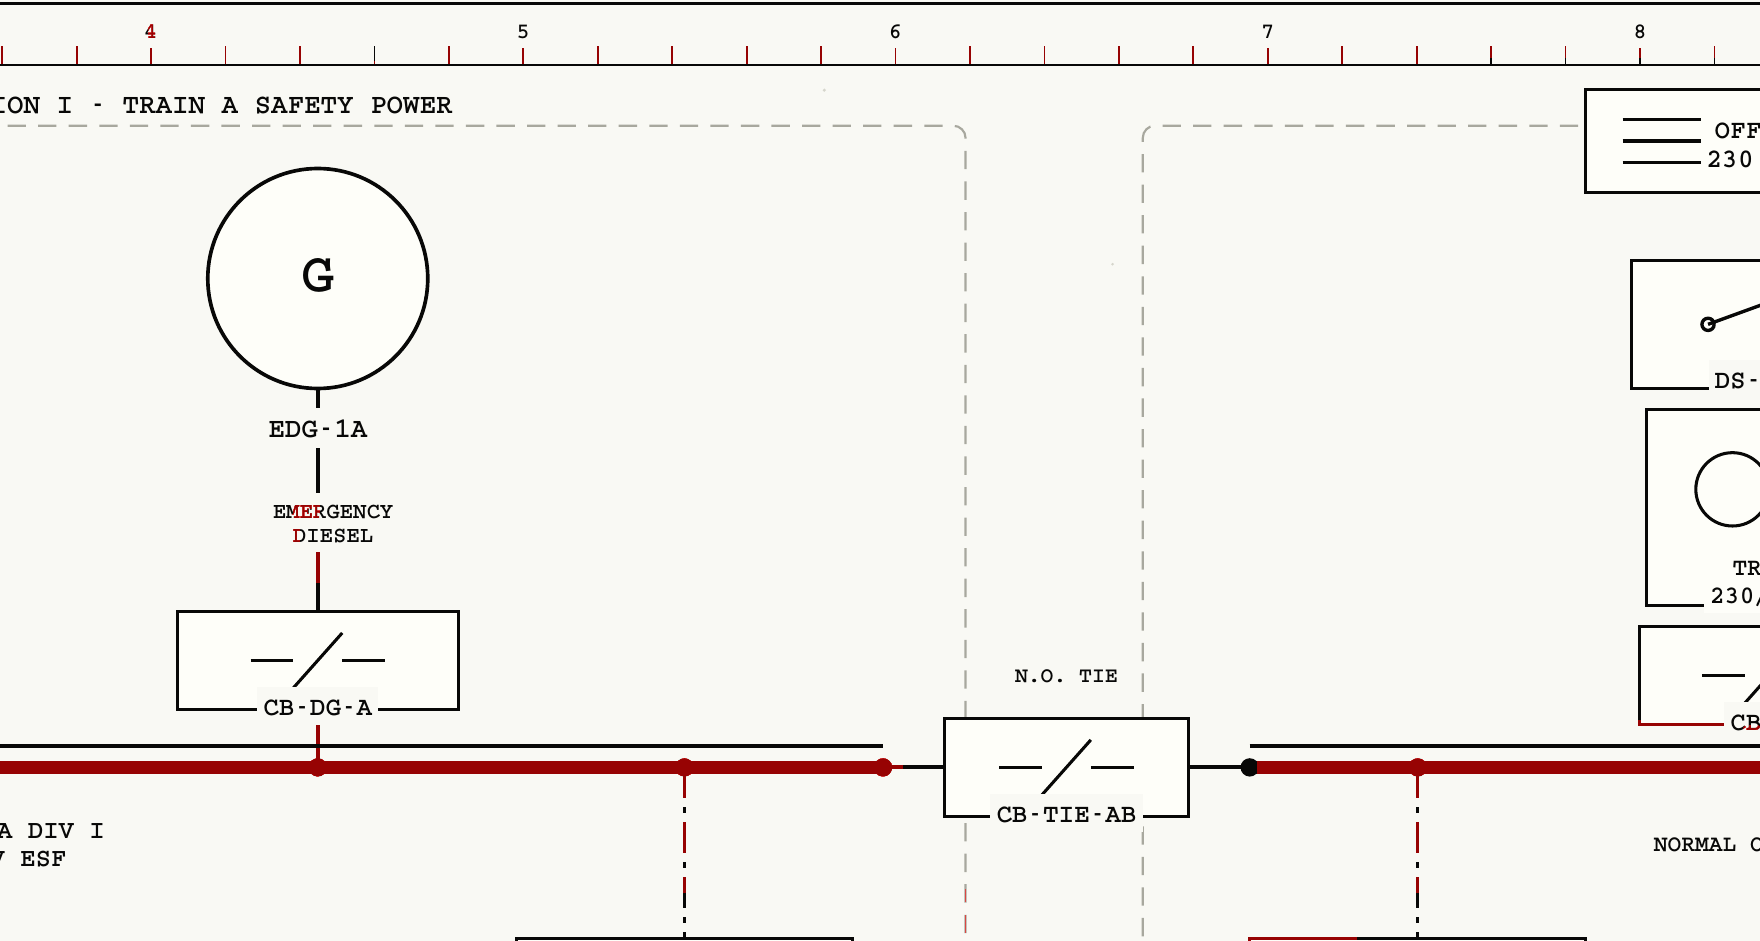 4 5 6 7 8
ION I - TRAIN A SAFETY POWER
OFF
230
G
DS-
EDG-1A
EMERGENCY
DIESEL
TR
230/
N.O. TIE
CB-DG-A
CB
CB-TIE-AB
A DIV I
V ESF
NORMAL